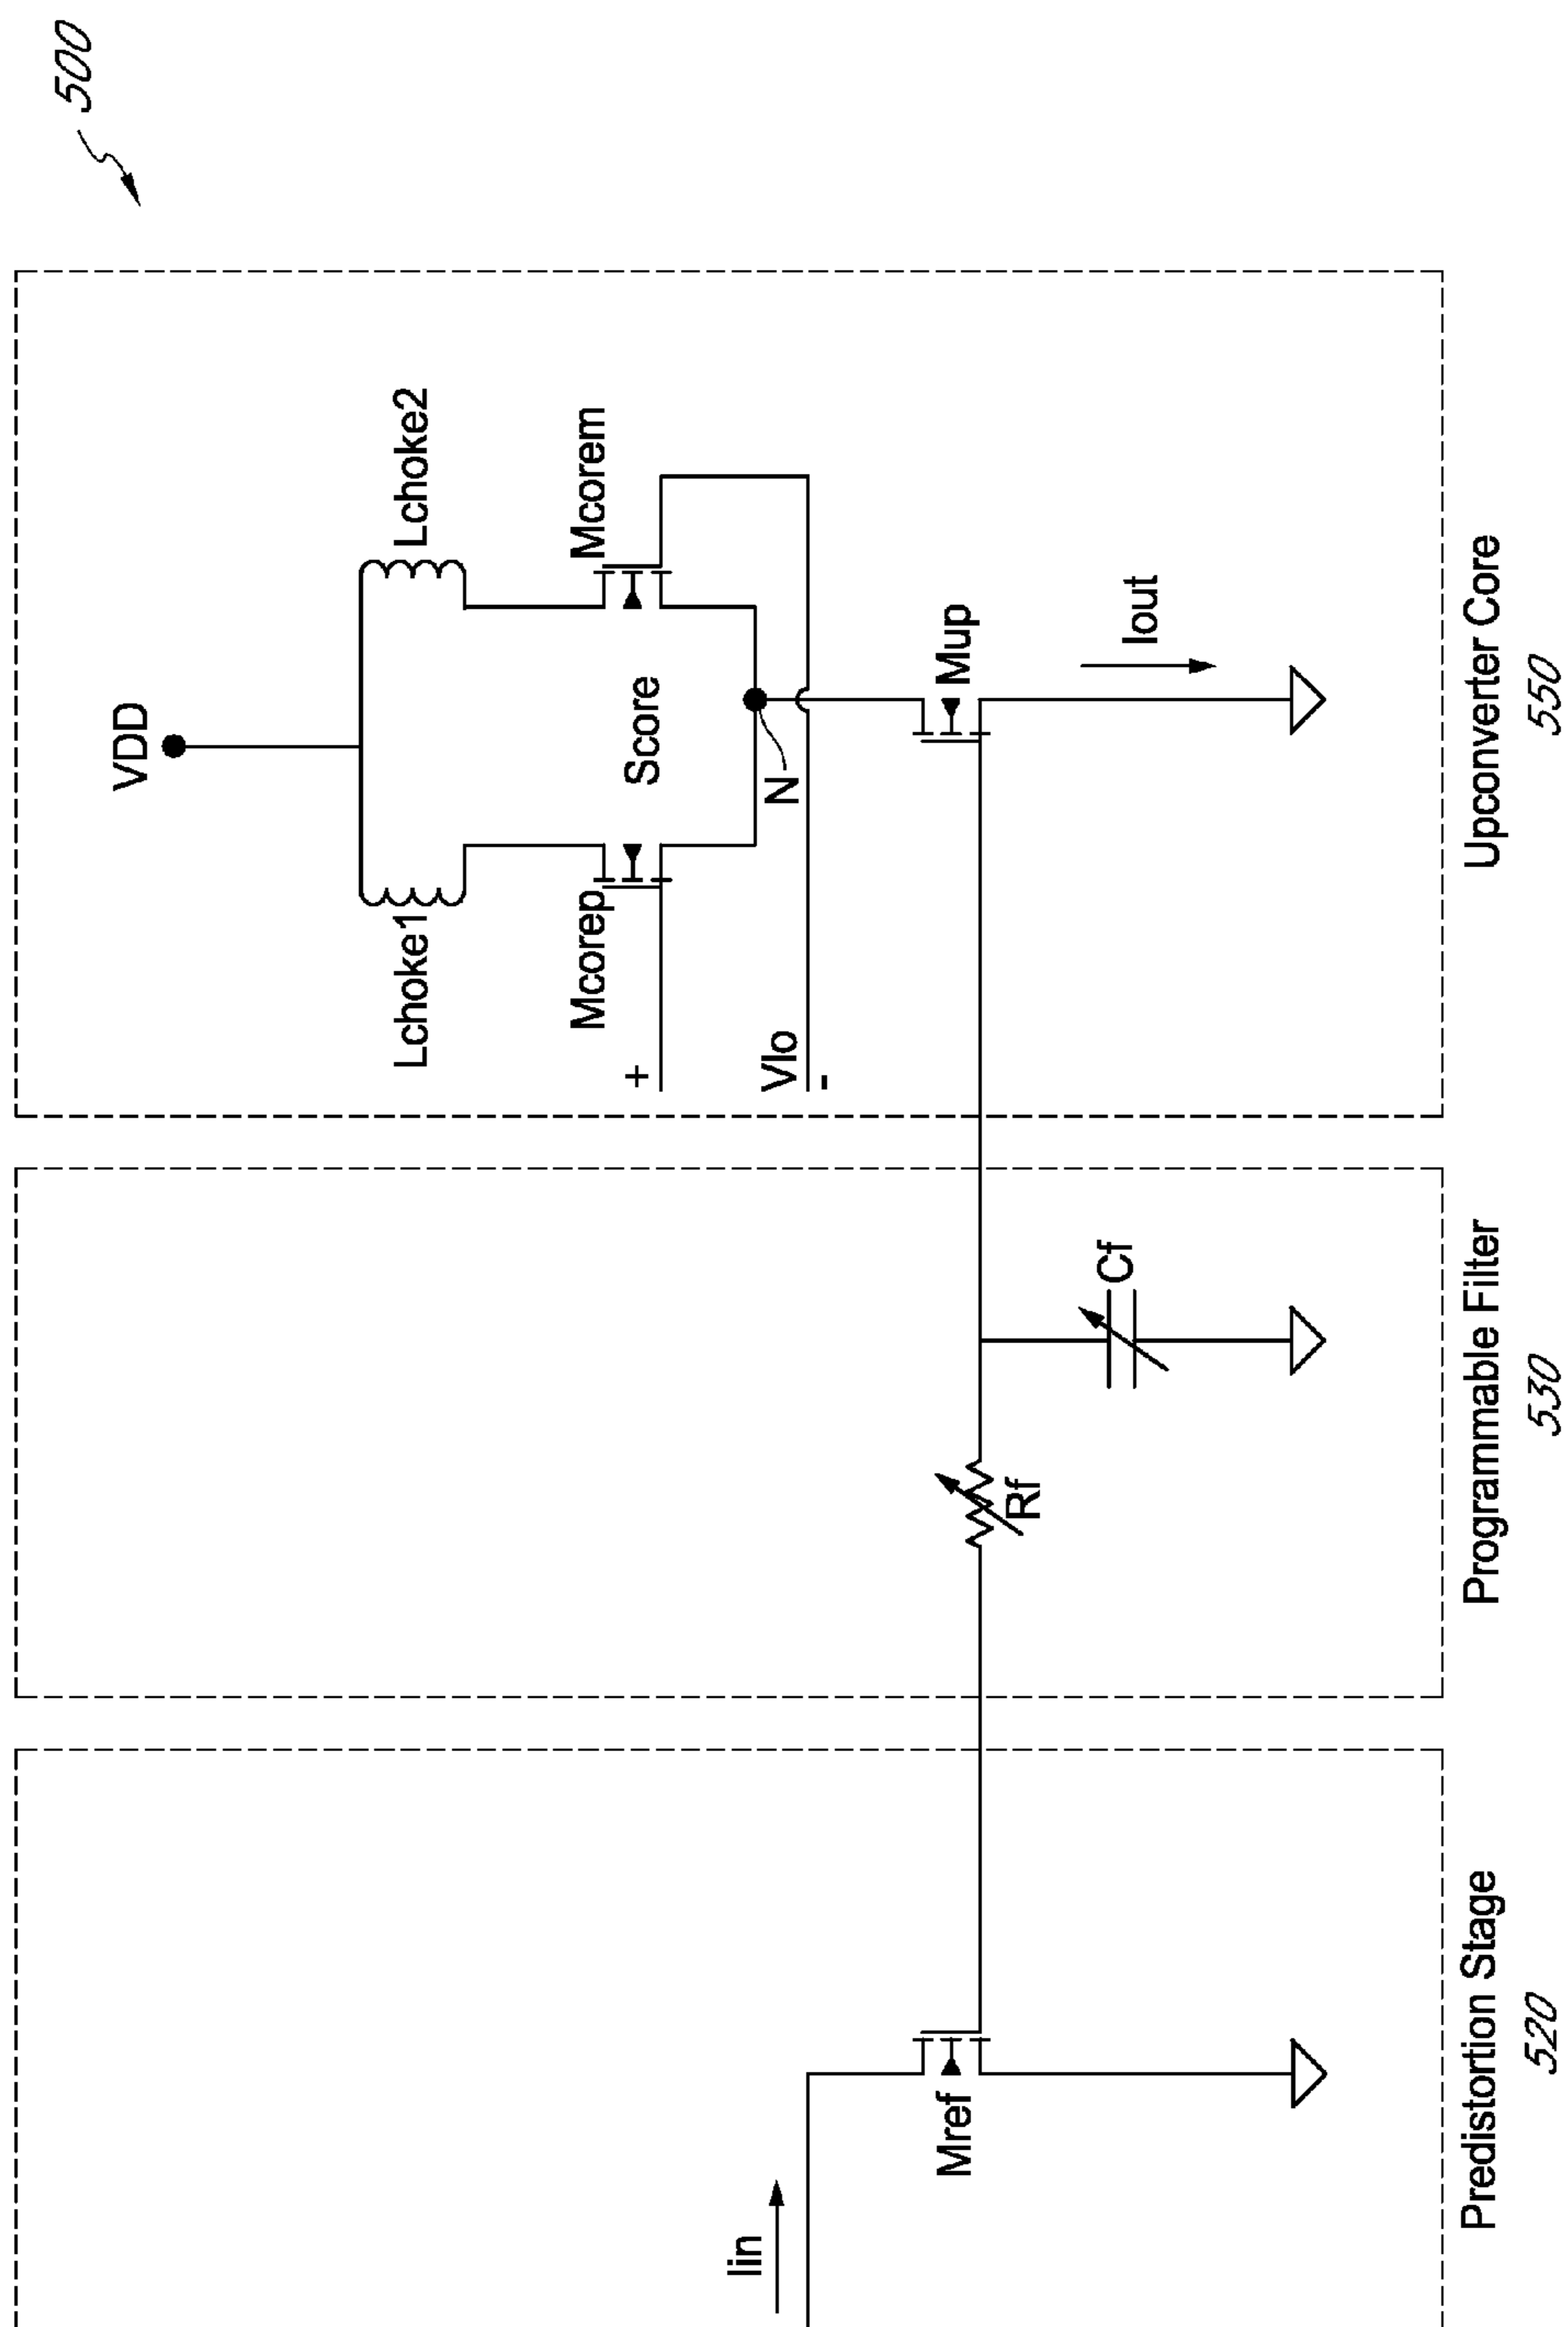 500
VDD
Lchoke1
Lchoke2
Mcorep
Score
Mcorem
+
Vlo
-
N
Mup
Iout
Iin
Mref
Rf
Cf
Predistortion Stage
520
Programmable Filter
530
Upconverter Core
550